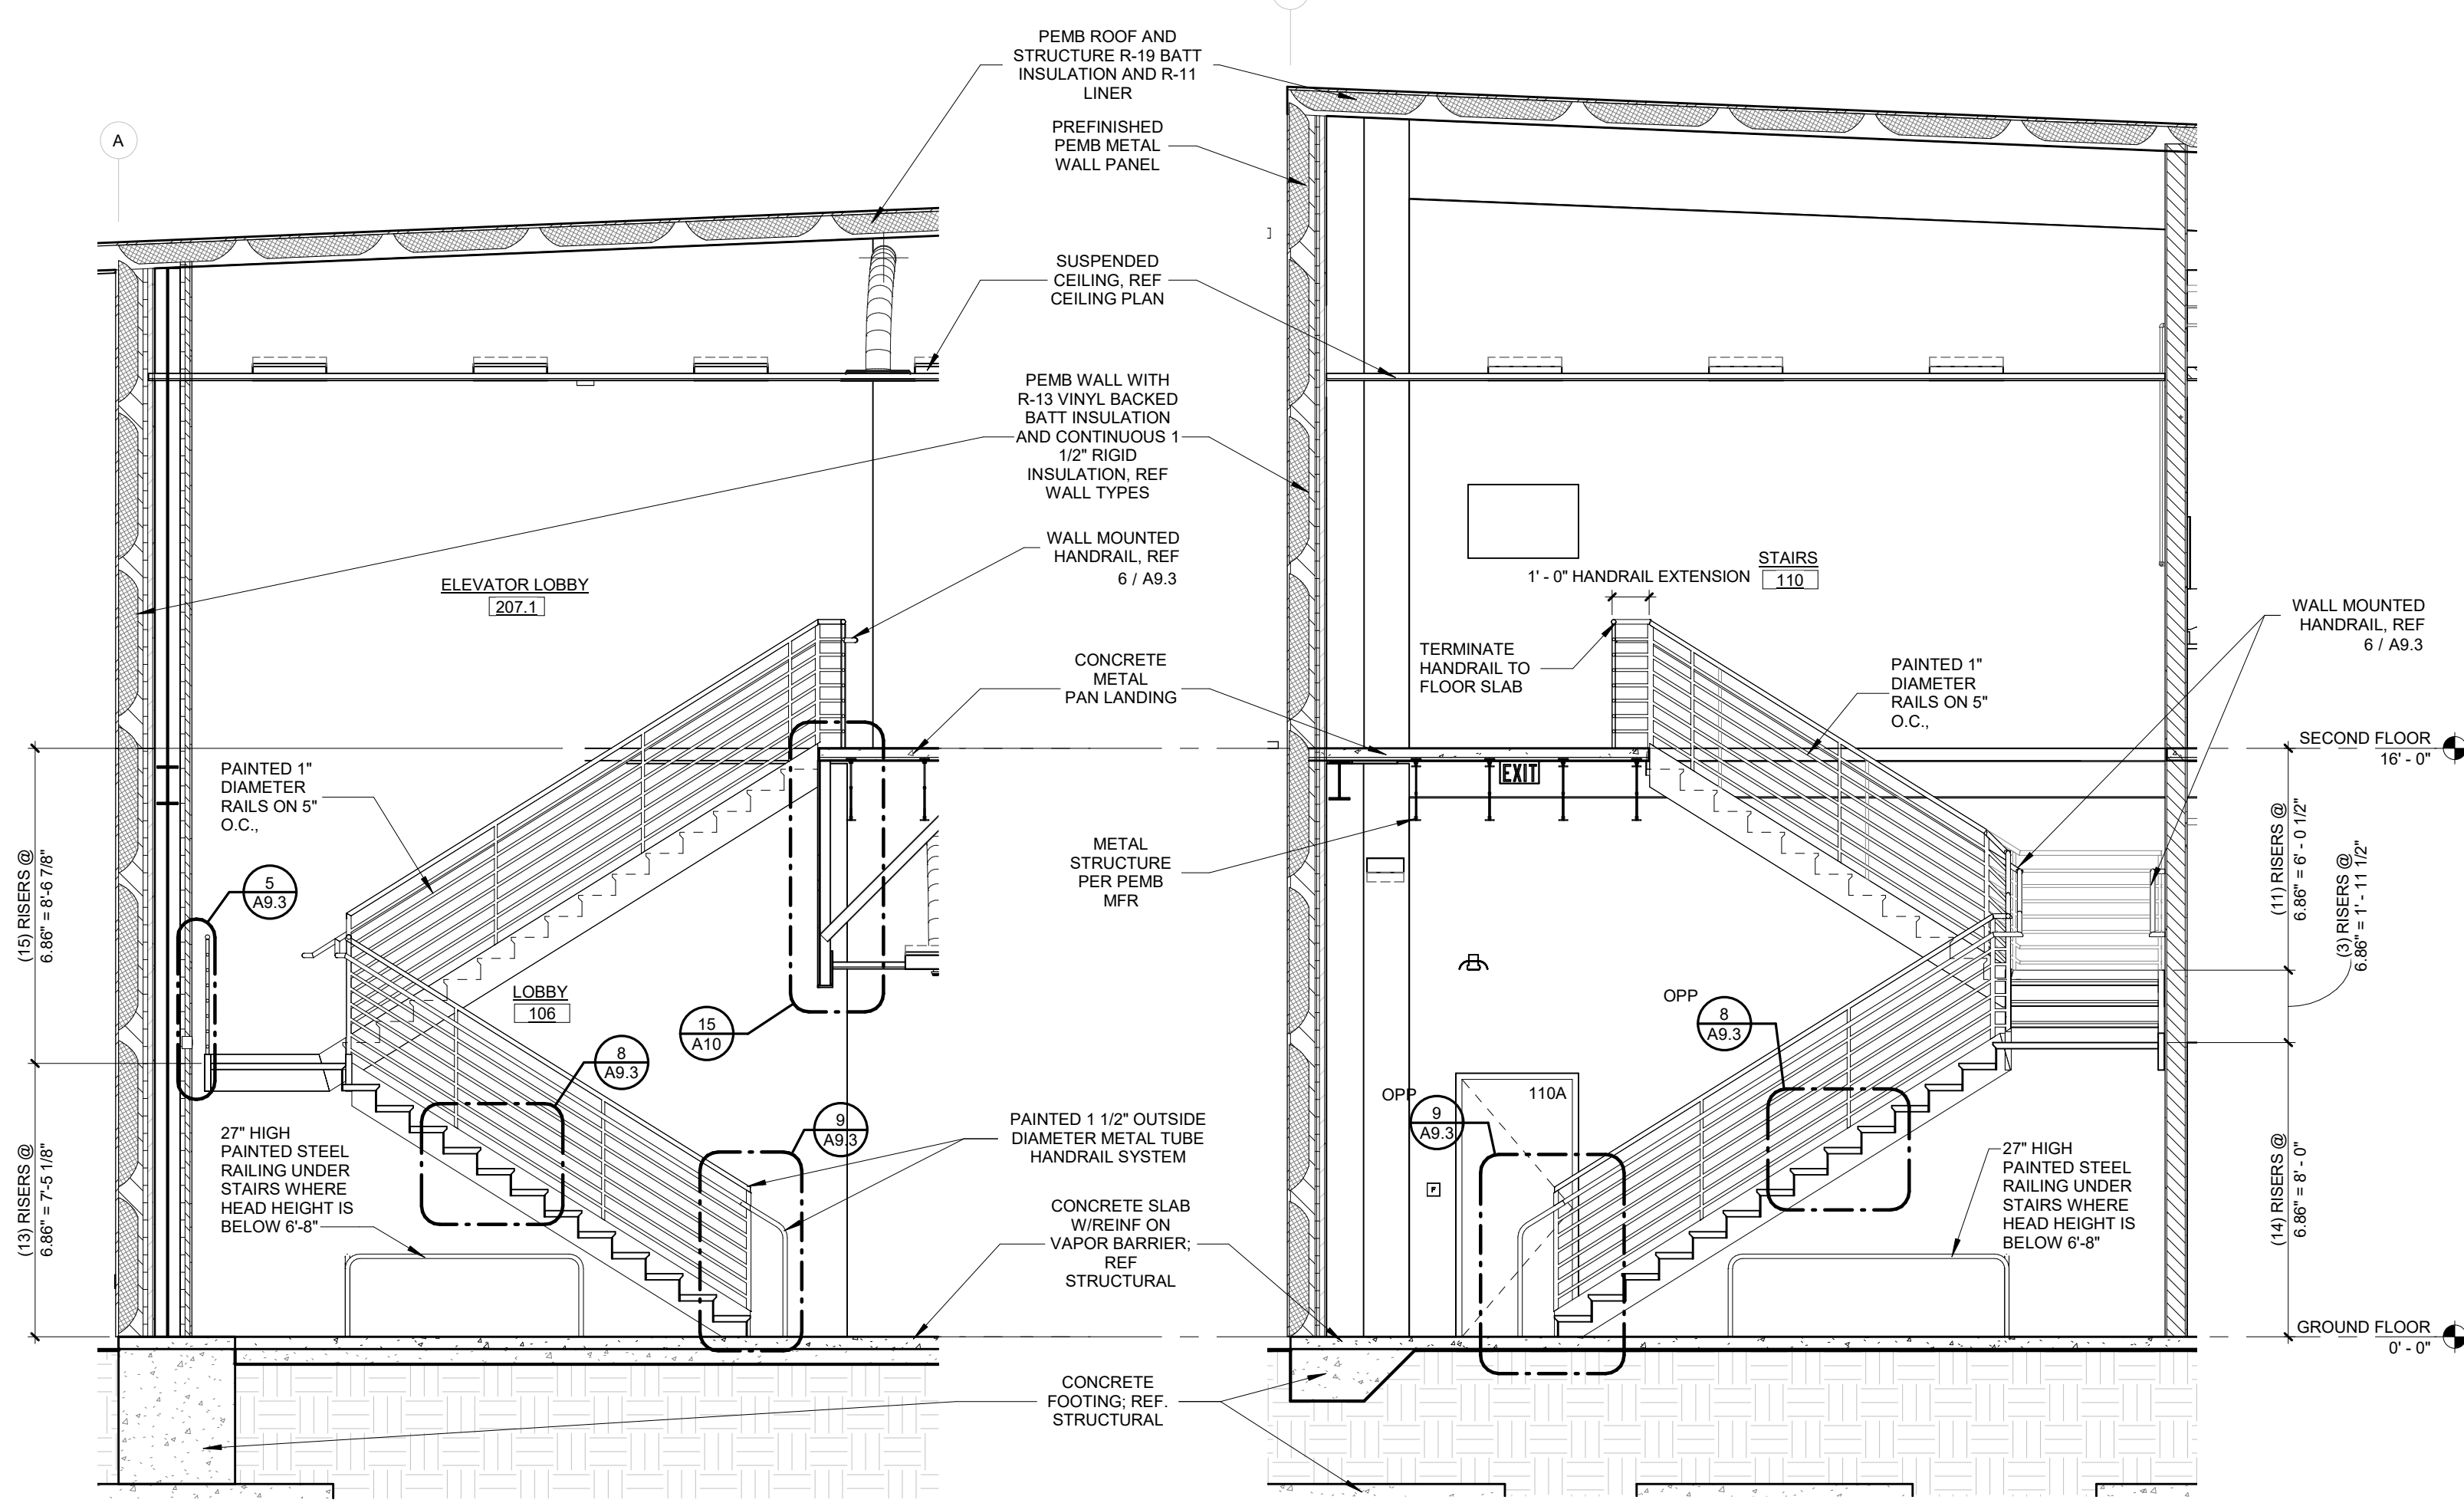 PEMB ROOF AND
STRUCTURE R-19 BATT
INSULATION AND R-11
LINER
PREFINISHED
PEMB METAL
WALL PANEL
A
SUSPENDED
CEILING, REF
CEILING PLAN
PEMB WALL WITH
R-13 VINYL BACKED
BATT INSULATION
AND CONTINUOUS 1
1/2" RIGID
INSULATION, REF
WALL TYPES
WALL MOUNTED
HANDRAIL, REF
6 / A9.3
ELEVATOR LOBBY
207.1
CONCRETE
METAL
PAN LANDING
PAINTED 1"
DIAMETER
RAILS ON 5"
O.C.,
(15) RISERS @
6.86" = 8'-6 7/8"
5
A9.3
METAL
STRUCTURE
PER PEMB
MFR
LOBBY
106
15
A10
8
A9.3
9
A9.3
27" HIGH
PAINTED STEEL
RAILING UNDER
STAIRS WHERE
HEAD HEIGHT IS
BELOW 6'-8"
(13) RISERS @
6.86" = 7'-5 1/8"
PAINTED 1 1/2" OUTSIDE
DIAMETER METAL TUBE
HANDRAIL SYSTEM
CONCRETE SLAB
W/REINF ON
VAPOR BARRIER;
REF
STRUCTURAL
CONCRETE
FOOTING; REF.
STRUCTURAL
STAIRS
110
1' - 0" HANDRAIL EXTENSION
TERMINATE
HANDRAIL TO
FLOOR SLAB
PAINTED 1"
DIAMETER
RAILS ON 5"
O.C.,
WALL MOUNTED
HANDRAIL, REF
6 / A9.3
EXIT
SECOND FLOOR
16' - 0"
(11) RISERS @
6.86" = 6' - 0 1/2"
(3) RISERS @
6.86" = 1' - 11 1/2"
OPP
8
A9.3
OPP
9
A9.3
110A
F
27" HIGH
PAINTED STEEL
RAILING UNDER
STAIRS WHERE
HEAD HEIGHT IS
BELOW 6'-8"
(14) RISERS @
6.86" = 8' - 0"
GROUND FLOOR
0' - 0"